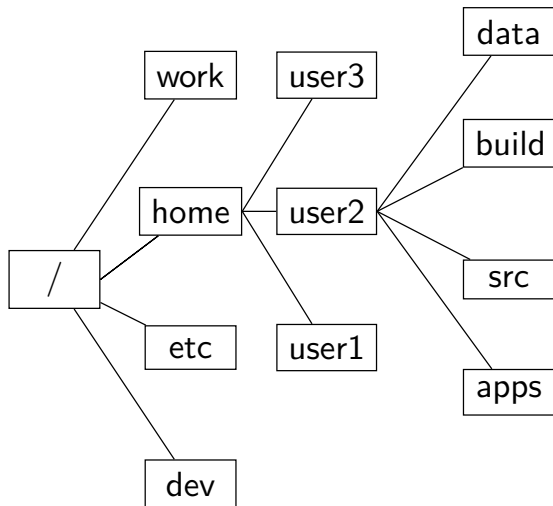 data
work
user3
build
home
user2
/
src
etc
user1
apps
dev